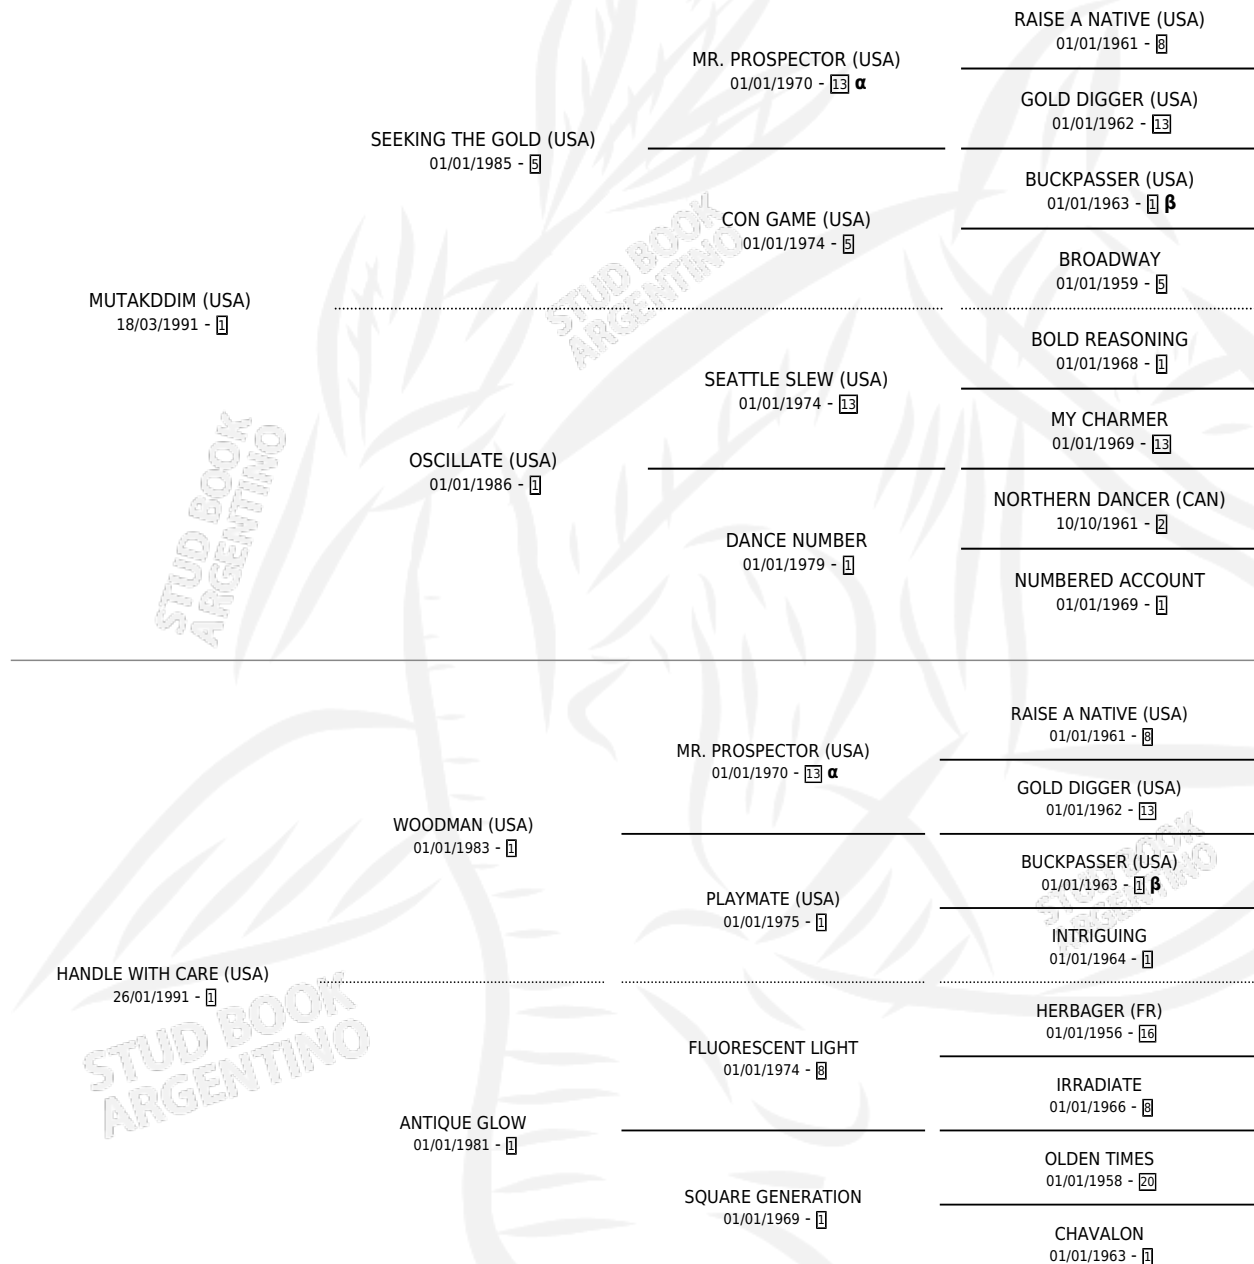 RAISE A NATIVE (USA)
01/01/1961 - 8
MR. PROSPECTOR (USA)
01/01/1970 - 13 α
GOLD DIGGER (USA)
01/01/1962 - 13
SEEKING THE GOLD (USA)
01/01/1985 - 5
BUCKPASSER (USA)
01/01/1963 - 1 β
CON GAME (USA)
01/01/1974 - 5
BROADWAY
01/01/1959 - 5
MUTAKDDIM (USA)
18/03/1991 - 1
BOLD REASONING
01/01/1968 - 1
SEATTLE SLEW (USA)
01/01/1974 - 13
MY CHARMER
01/01/1969 - 13
OSCILLATE (USA)
01/01/1986 - 1
NORTHERN DANCER (CAN)
10/10/1961 - 2
DANCE NUMBER
01/01/1979 - 1
NUMBERED ACCOUNT
01/01/1969 - 1
STUD BOOK
ARGENTINO
STUD BOOK
ARGENTINO
RAISE A NATIVE (USA)
01/01/1961 - 8
MR. PROSPECTOR (USA)
01/01/1970 - 13 α
GOLD DIGGER (USA)
01/01/1962 - 13
WOODMAN (USA)
01/01/1983 - 1
BUCKPASSER (USA)
01/01/1963 - 1 β
PLAYMATE (USA)
01/01/1975 - 1
INTRIGUING
01/01/1964 - 1
HANDLE WITH CARE (USA)
26/01/1991 - 1
HERBAGER (FR)
01/01/1956 - 16
FLUORESCENT LIGHT
01/01/1974 - 8
IRRADIATE
01/01/1966 - 8
ANTIQUE GLOW
01/01/1981 - 1
OLDEN TIMES
01/01/1958 - 20
SQUARE GENERATION
01/01/1969 - 1
CHAVALON
01/01/1963 - 1
STUD BOOK
ARGENTINO
STUD BOOK
ARGENTINO